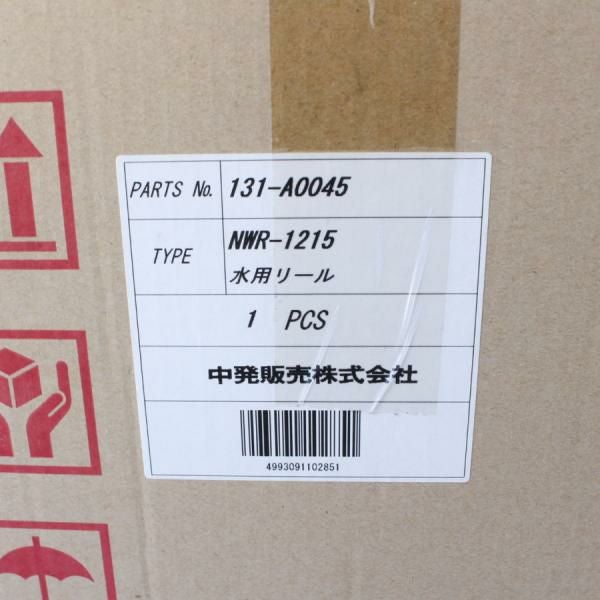 PARTS No. 131-A0045
TYPE NWR-1215
水用リール
1 PCS
中発販売株式会社
4993091102851